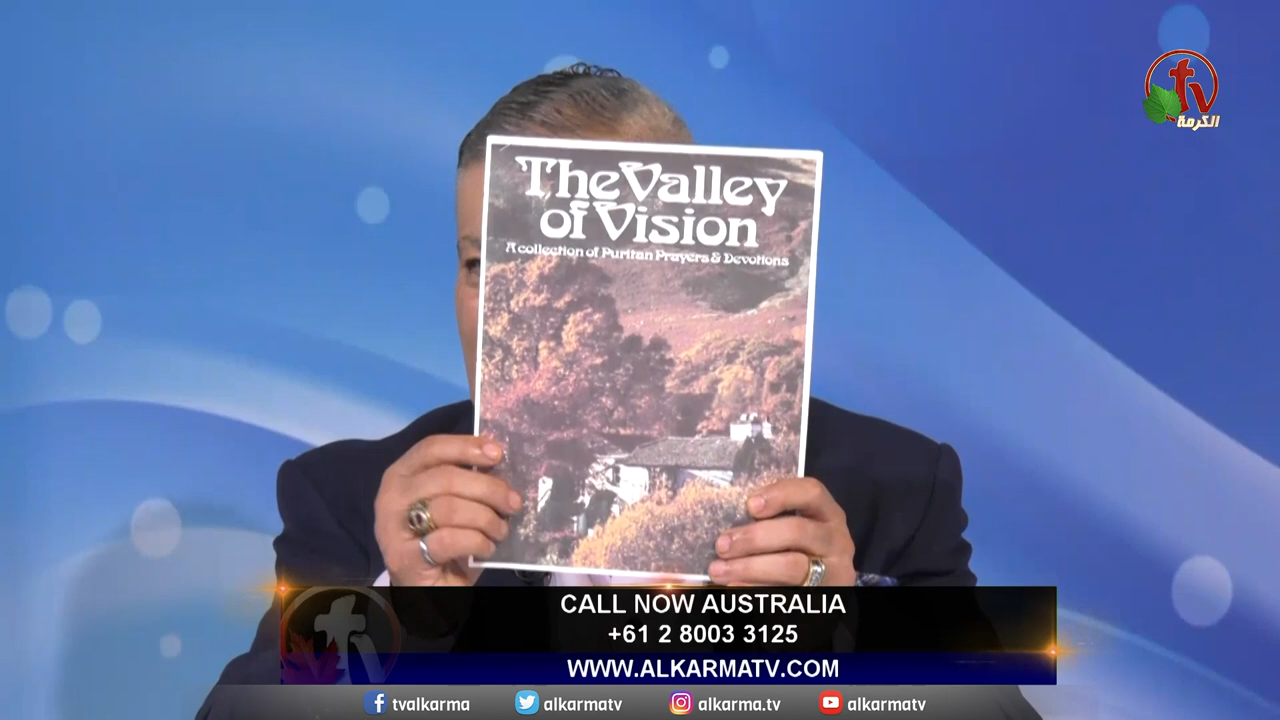 tv
الكرمة
The Valley
of Vision
A collection of Puritan Prayers & Devotions
CALL NOW AUSTRALIA
+61 2 8003 3125
WWW.ALKARMATV.COM
tvalkarma
alkarmatv
alkarma.tv
alkarmatv